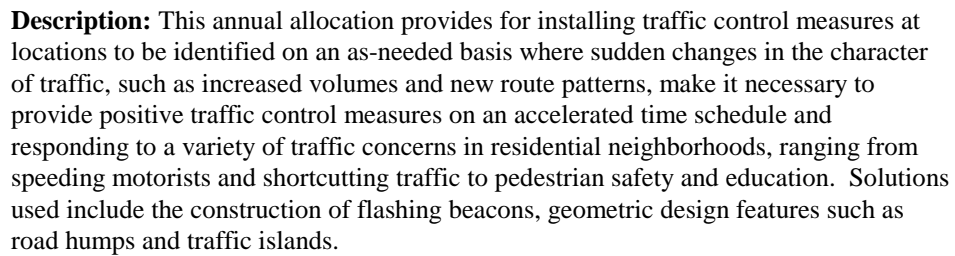 Description: This annual allocation provides for installing traffic control measures at
locations to be identified on an as-needed basis where sudden changes in the character
of traffic, such as increased volumes and new route patterns, make it necessary to
provide positive traffic control measures on an accelerated time schedule and
responding to a variety of traffic concerns in residential neighborhoods, ranging from
speeding motorists and shortcutting traffic to pedestrian safety and education.  Solutions
used include the construction of flashing beacons, geometric design features such as
road humps and traffic islands.